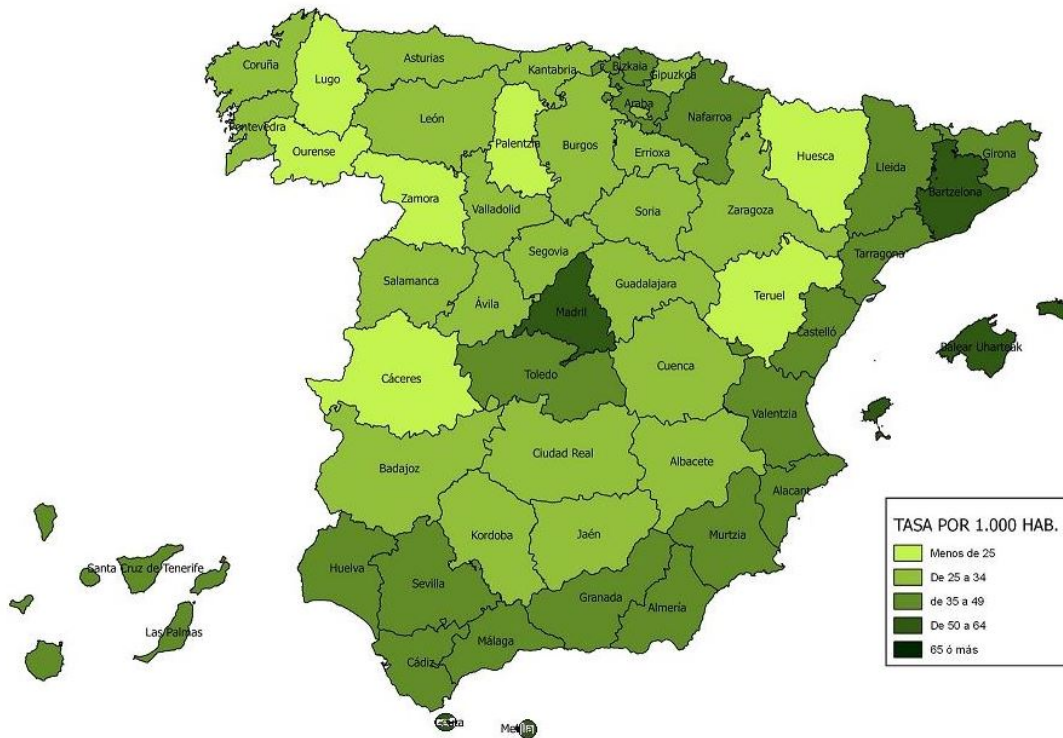 Coruña
Lugo
Asturias
Kantabria
Bizkaia
Gipuzkoa
Araba
Nafarroa
Pontevedra
Ourense
León
Palentzia
Burgos
Errioxa
Huesca
Lleida
Girona
Bartzelona
Zamora
Valladolid
Soria
Zaragoza
Tarragona
Segovia
Salamanca
Ávila
Madril
Guadalajara
Teruel
Castelló
Balear Uharteak
Cáceres
Toledo
Cuenca
Valentzia
Badajoz
Ciudad Real
Albacete
Alacant
Kordoba
Jaén
Murtzia
Huelva
Sevilla
Granada
Almería
Málaga
Cádiz
Santa Cruz de Tenerife
Las Palmas
TASA POR 1.000 HAB.
Menos de 25
De 25 a 34
de 35 a 49
De 50 a 64
65 ó más